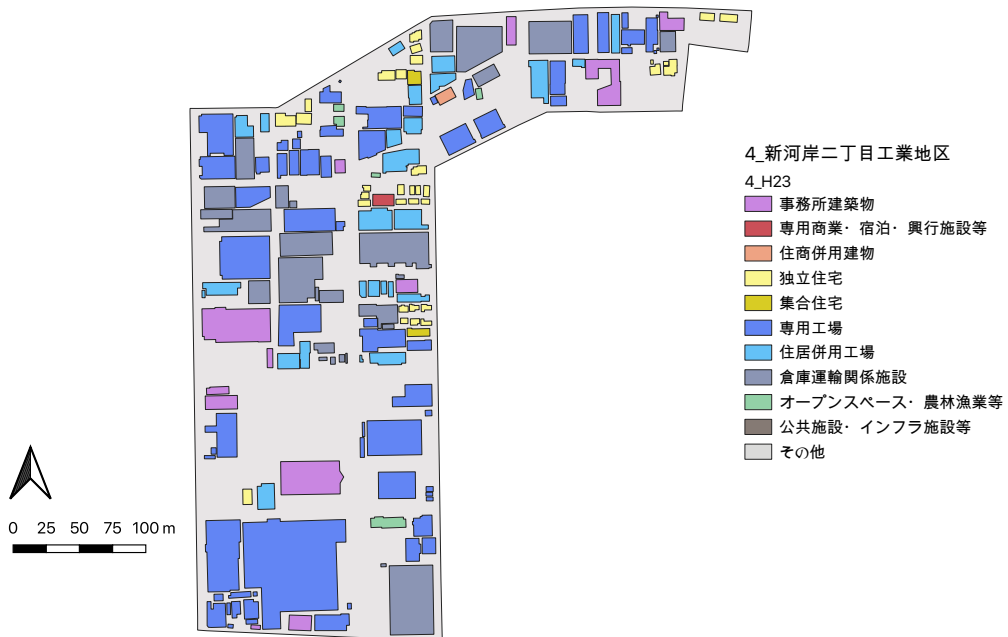 4_新河岸二丁目工業地区
4_H23
事務所建築物
専用商業・宿泊・興行施設等
住商併用建物
独立住宅
集合住宅
専用工場
住居併用工場
倉庫運輸関係施設
オープンスペース・農林漁業等
公共施設・インフラ施設等
その他
0 25 50 75 100 m